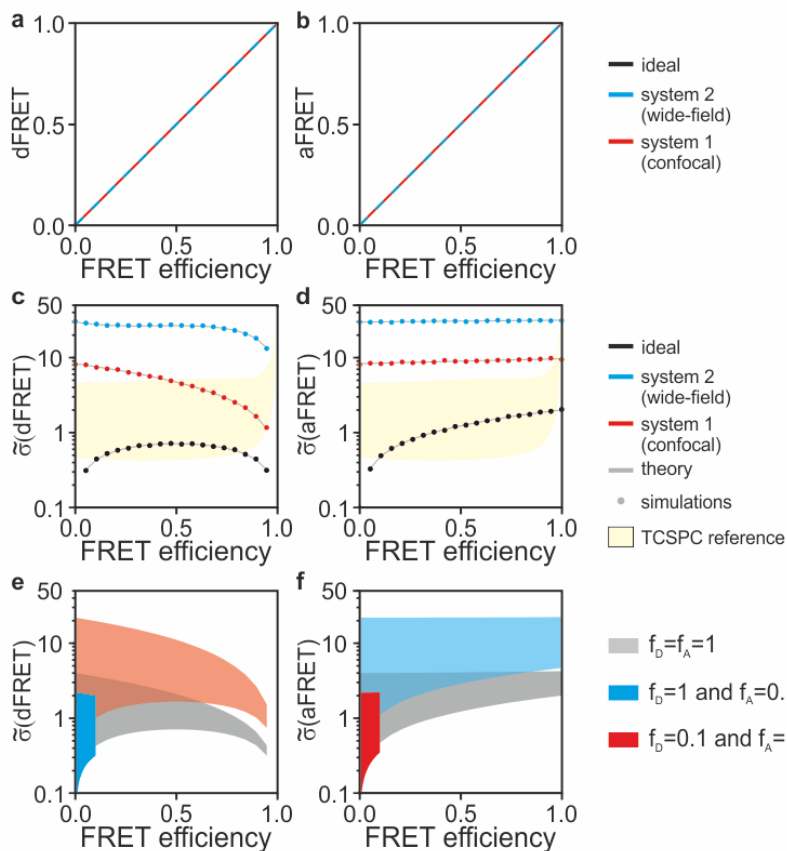 a
b
1.0
0.5
0.0
dFRET
0.0
0.5
1.0
FRET efficiency
1.0
0.5
0.0
aFRET
0.0
0.5
1.0
FRET efficiency
ideal
system 2
(wide-field)
system 1
(confocal)
c
d
50
10
1
0.1
σ̃(dFRET)
0.0
0.5
1.0
FRET efficiency
50
10
1
0.1
σ̃(aFRET)
0.0
0.5
1.0
FRET efficiency
ideal
system 2
(wide-field)
system 1
(confocal)
theory
simulations
TCSPC reference
e
f
50
10
1
0.1
σ̃(dFRET)
0.0
0.5
1.0
FRET efficiency
50
10
1
0.1
σ̃(aFRET)
0.0
0.5
1.0
FRET efficiency
f_D=f_A=1
f_D=1 and f_A=0.
f_D=0.1 and f_A=